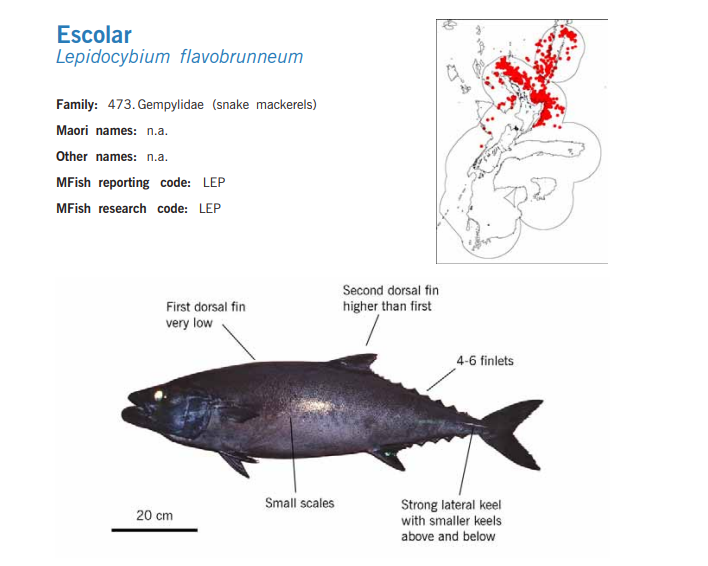 Escolar
Lepidocybium flavobrunneum
Family: 473. Gempylidae (snake mackerels)
Maori names: n.a.
Other names: n.a.
MFish reporting code: LEP
MFish research code: LEP
First dorsal fin
very low
Second dorsal fin
higher than first
4-6 finlets
Small scales
Strong lateral keel
with smaller keels
above and below
20 cm